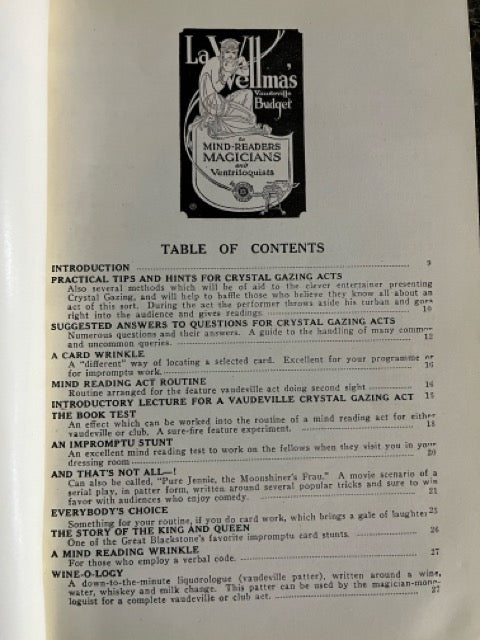 La Vellma's
Vaudeville
Budget
for
MIND-READERS
MAGICIANS
and
Ventriloquists
TABLE OF CONTENTS
INTRODUCTION 9
PRACTICAL TIPS AND HINTS FOR CRYSTAL GAZING ACTS
Also several methods which will be of aid to the clever entertainer presenting
Crystal Gazing, and will help to baffle those who believe they know all about an
act of this sort. During the act the performer throws aside his turban and goes
right into the audience and gives readings. 10
SUGGESTED ANSWERS TO QUESTIONS FOR CRYSTAL GAZING ACTS
Numerous questions and their answers. A guide to the handling of many common
and uncommon queries. 12
A CARD WRINKLE
A "different" way of locating a selected card. Excellent for your programme or
for impromptu work.
MIND READING ACT ROUTINE
Routine arranged for the feature vaudeville act doing second sight
INTRODUCTORY LECTURE FOR A VAUDEVILLE CRYSTAL GAZING ACT
THE BOOK TEST
An effect which can be worked into the routine of a mind reading act for either
vaudeville or club. A sure-fire feature experiment. 18
AN IMPROMPTU STUNT
An excellent mind reading test to work on the fellows when they visit you in your
dressing room 20
AND THAT'S NOT ALL—!
Can also be called, "Pure Jennie, the Moonshiner's Frau." A movie scenario of a
serial play, in patter form, written around several popular tricks and sure to win
favor with audiences who enjoy comedy. 21
EVERYBODY'S CHOICE
Something for your routine, if you do card work, which beings a gale of laughter 25
THE STORY OF THE KING AND QUEEN
One of the Great Blackstone's favorite impromptu card stunts. 26
A MIND READING WRINKLE
For those who employ a verbal code. 27
WINE-O-LOGY
A down-to-the-minute liquorologue (vaudeville patter), written around a wine,
water, whiskey and milk change. This patter can be used by the magician-mono-
loguist for a complete vaudeville or club act. 27